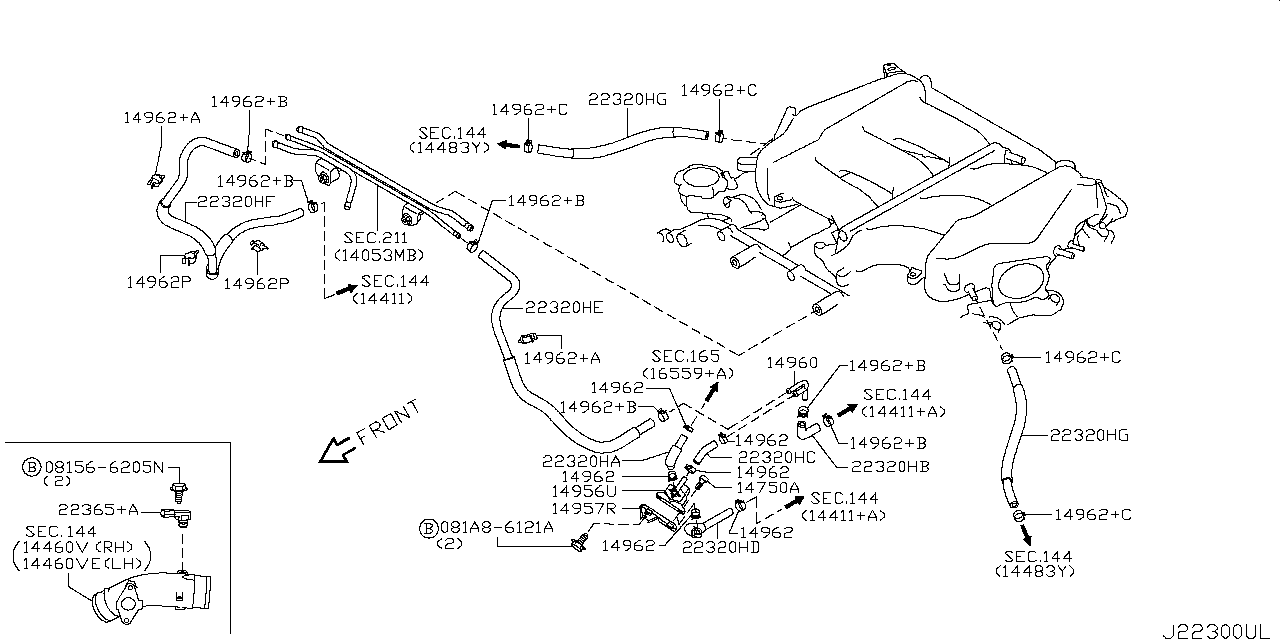 14962+B
14962+A
14962+B
22320HF
14962P
14962P
SEC.211
(14053MB)
SEC.144
(14411)
14962+C
22320HG
14962+C
SEC.144
(14483Y)
14962+B
22320HE
14962+A
SEC.165
(16559+A)
14960
14962+B
SEC.144
(14411+A)
14962
14962+B
14962+B
14962
22320HC
22320HB
22320HA
14962
14962
14956U
14750A
14957R
SEC.144
(14411+A)
B 081A8-6121A
(2)
14962
14962
22320HD
14962+C
22320HG
14962+C
SEC.144
(14483Y)
FRONT
B 08156-6205N
(2)
22365+A
SEC.144
(14460V (RH)
14460VE(LH))
J22300UL